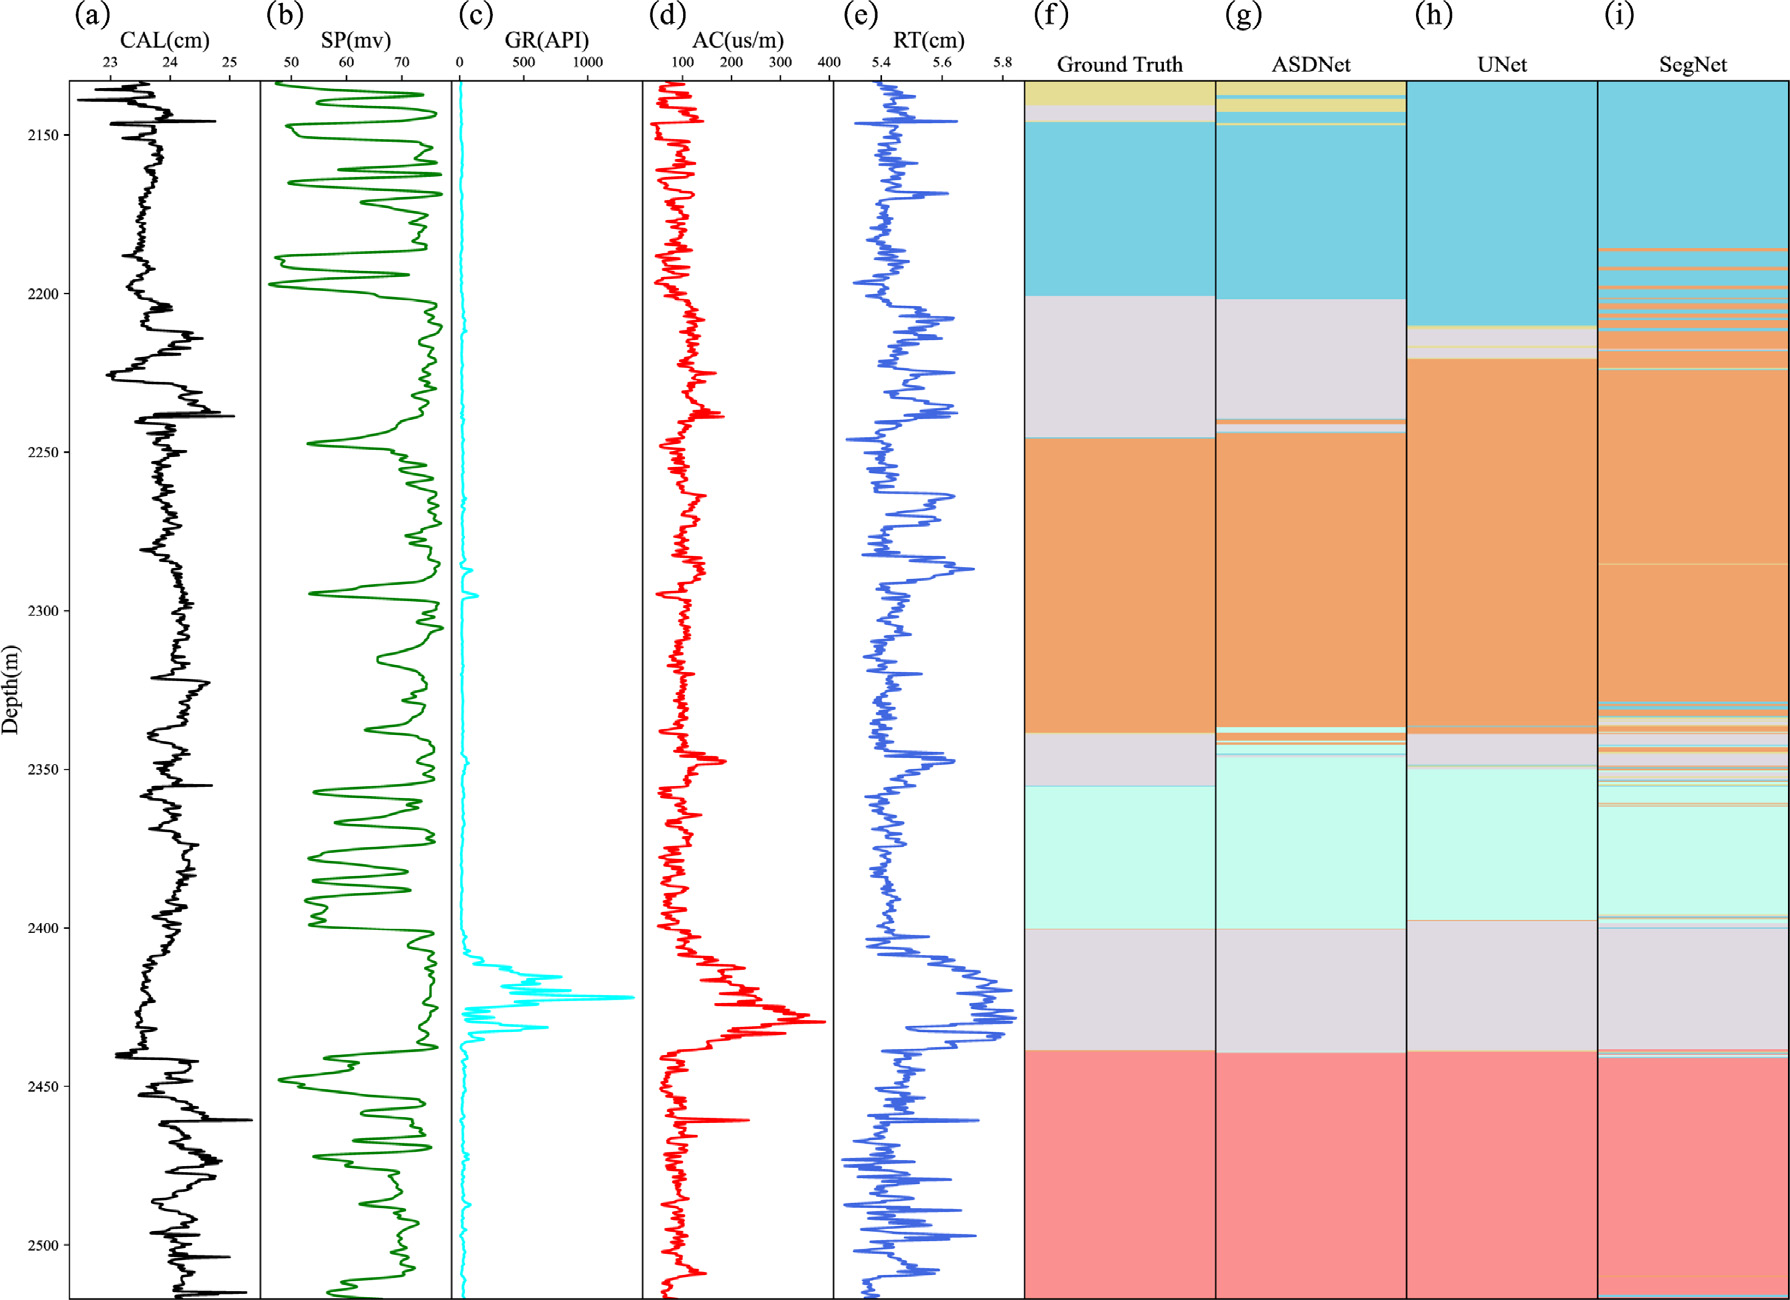 (a) (b) (c) (d) (e) (f) (g) (h) (i)
CAL(cm) SP(mv) GR(API) AC(us/m) RT(cm)
Ground Truth ASDNet UNet SegNet
23 24 25 50 60 70 0 500 1000 100 200 300 400 5.4 5.6 5.8
2150
2200
2250
2300
2350
2400
2450
2500
Depth(m)